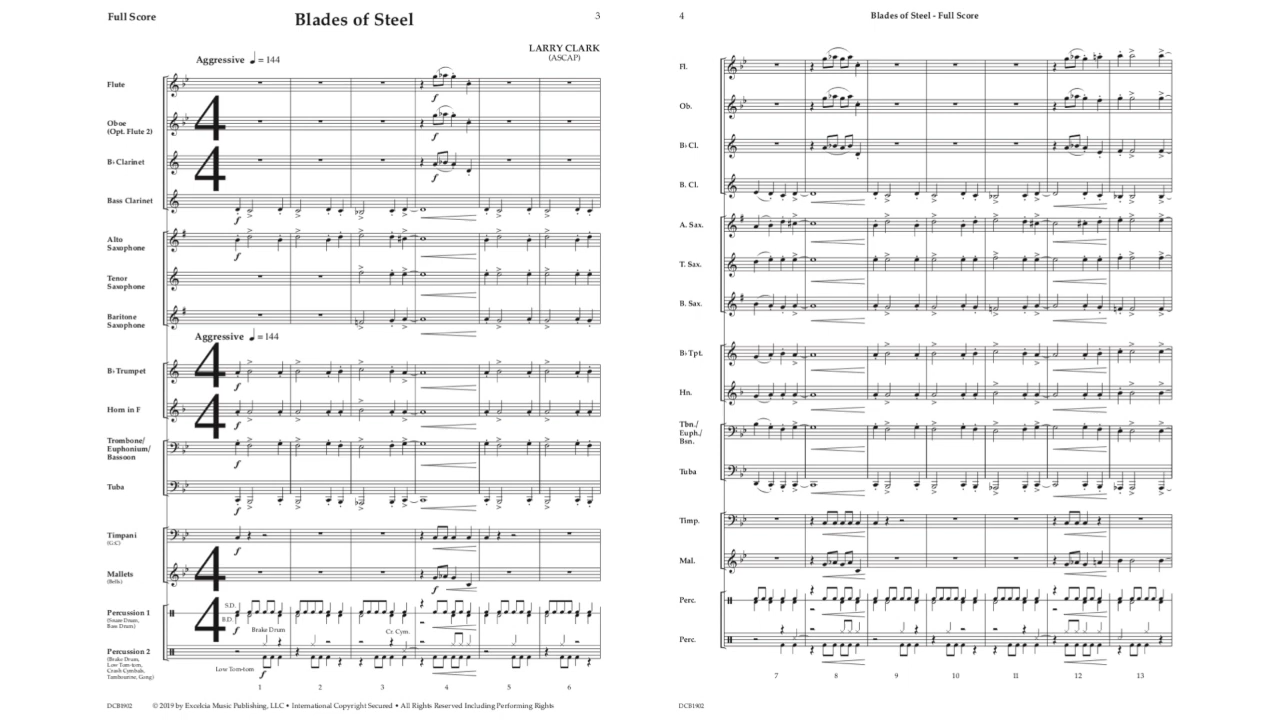 Full Score
Blades of Steel
3
LARRY CLARK
(ASCAP)
Aggressive ♩ = 144
Flute
Oboe
(Opt. Flute 2)
B♭ Clarinet
Bass Clarinet
Alto
Saxophone
Tenor
Saxophone
Baritone
Saxophone
4
4
f
f
f
f
f
Aggressive ♩ = 144
B♭ Trumpet
Horn in F
Trombone/
Euphonium/
Bassoon
Tuba
4
4
f
f
f
f
Timpani
(G:C)
Mallets
(Bells)
Percussion 1
(Snare Drum,
Bass Drum)
Percussion 2
(Brake Drum,
Low Tom-tom,
Crash Cymbals,
Tambourine, Gong)
4
4
f
f
S.D.
B.D.
f
Brake Drum
Cr. Cym.
Low Tom-tom
f
1 2 3 4 5 6
DCB1902
© 2019 by Excelcia Music Publishing, LLC • International Copyright Secured • All Rights Reserved Including Performing Rights
4
Blades of Steel - Full Score
Fl.
Ob.
B♭ Cl.
B. Cl.
A. Sax.
T. Sax.
B. Sax.
B♭ Tpt.
Hn.
Tbn./
Euph./
Bsn.
Tuba
Timp.
Mal.
Perc.
Perc.
7 8 9 10 11 12 13
DCB1902